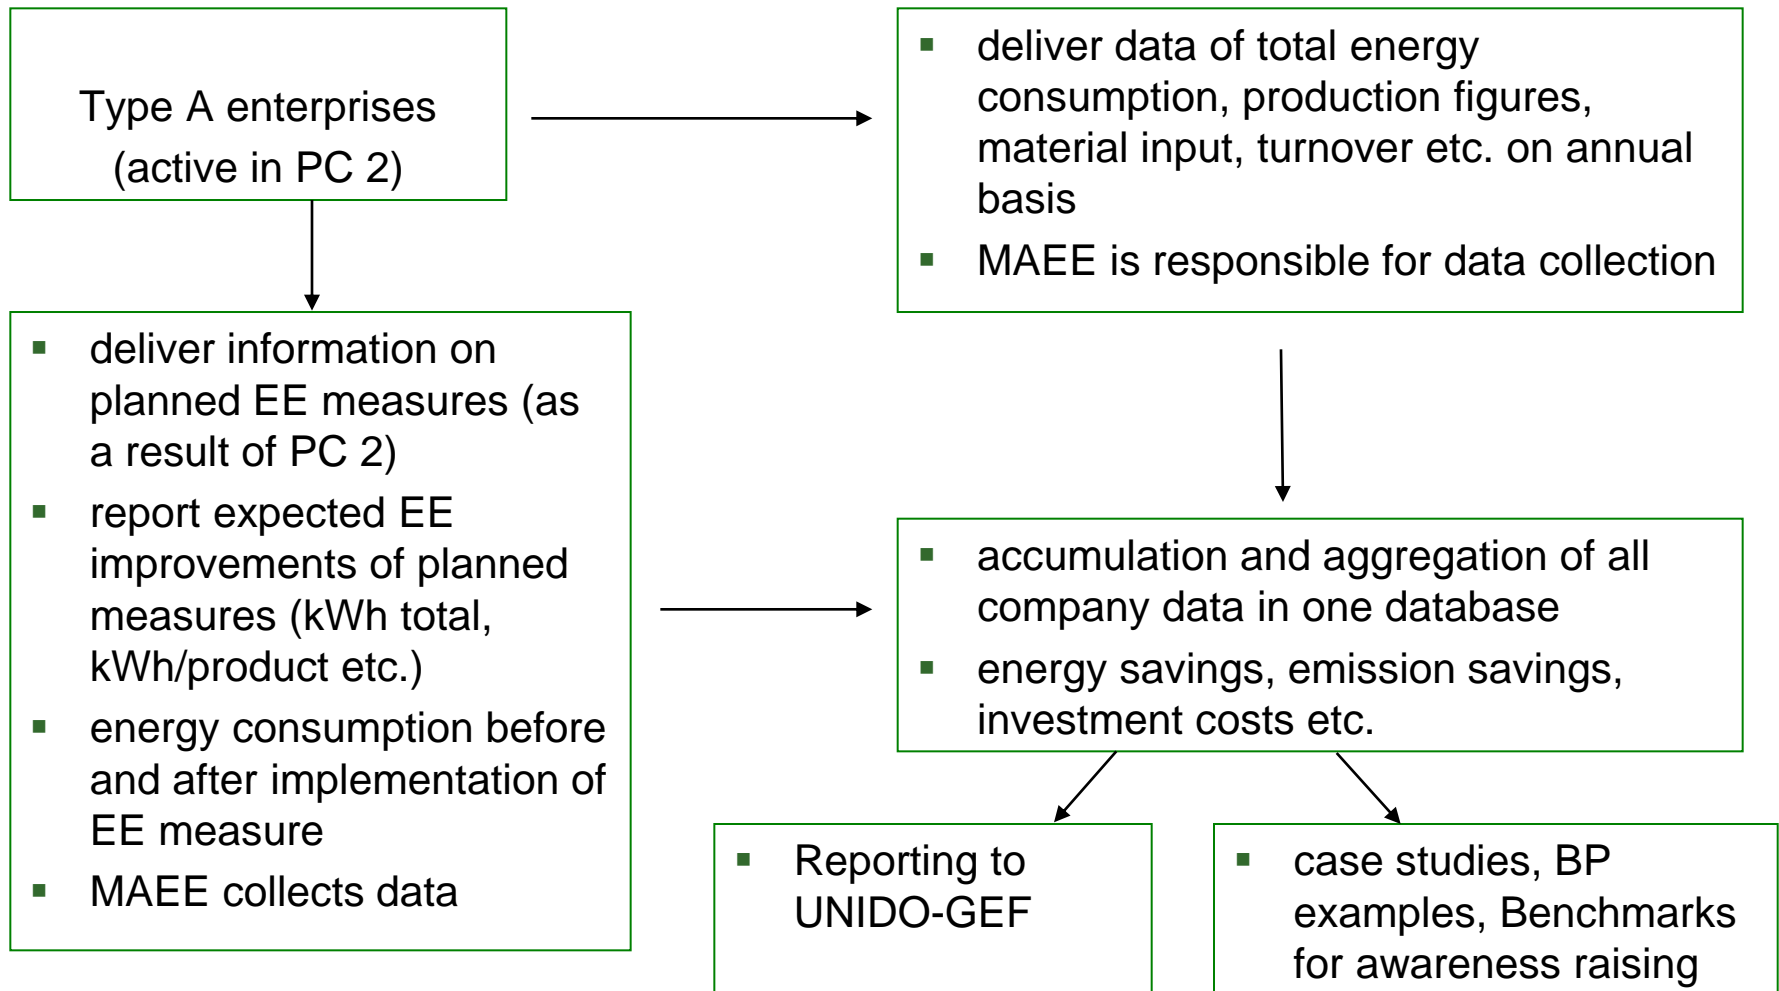 Type A enterprises
(active in PC 2)
▪ deliver data of total energy
consumption, production figures,
material input, turnover etc. on annual
basis
▪ MAEE is responsible for data collection
▪ deliver information on
planned EE measures (as
a result of PC 2)
▪ report expected EE
improvements of planned
measures (kWh total,
kWh/product etc.)
▪ energy consumption before
and after implementation of
EE measure
▪ MAEE collects data
▪ accumulation and aggregation of all
company data in one database
▪ energy savings, emission savings,
investment costs etc.
▪ Reporting to
UNIDO-GEF
▪ case studies, BP
examples, Benchmarks
for awareness raising